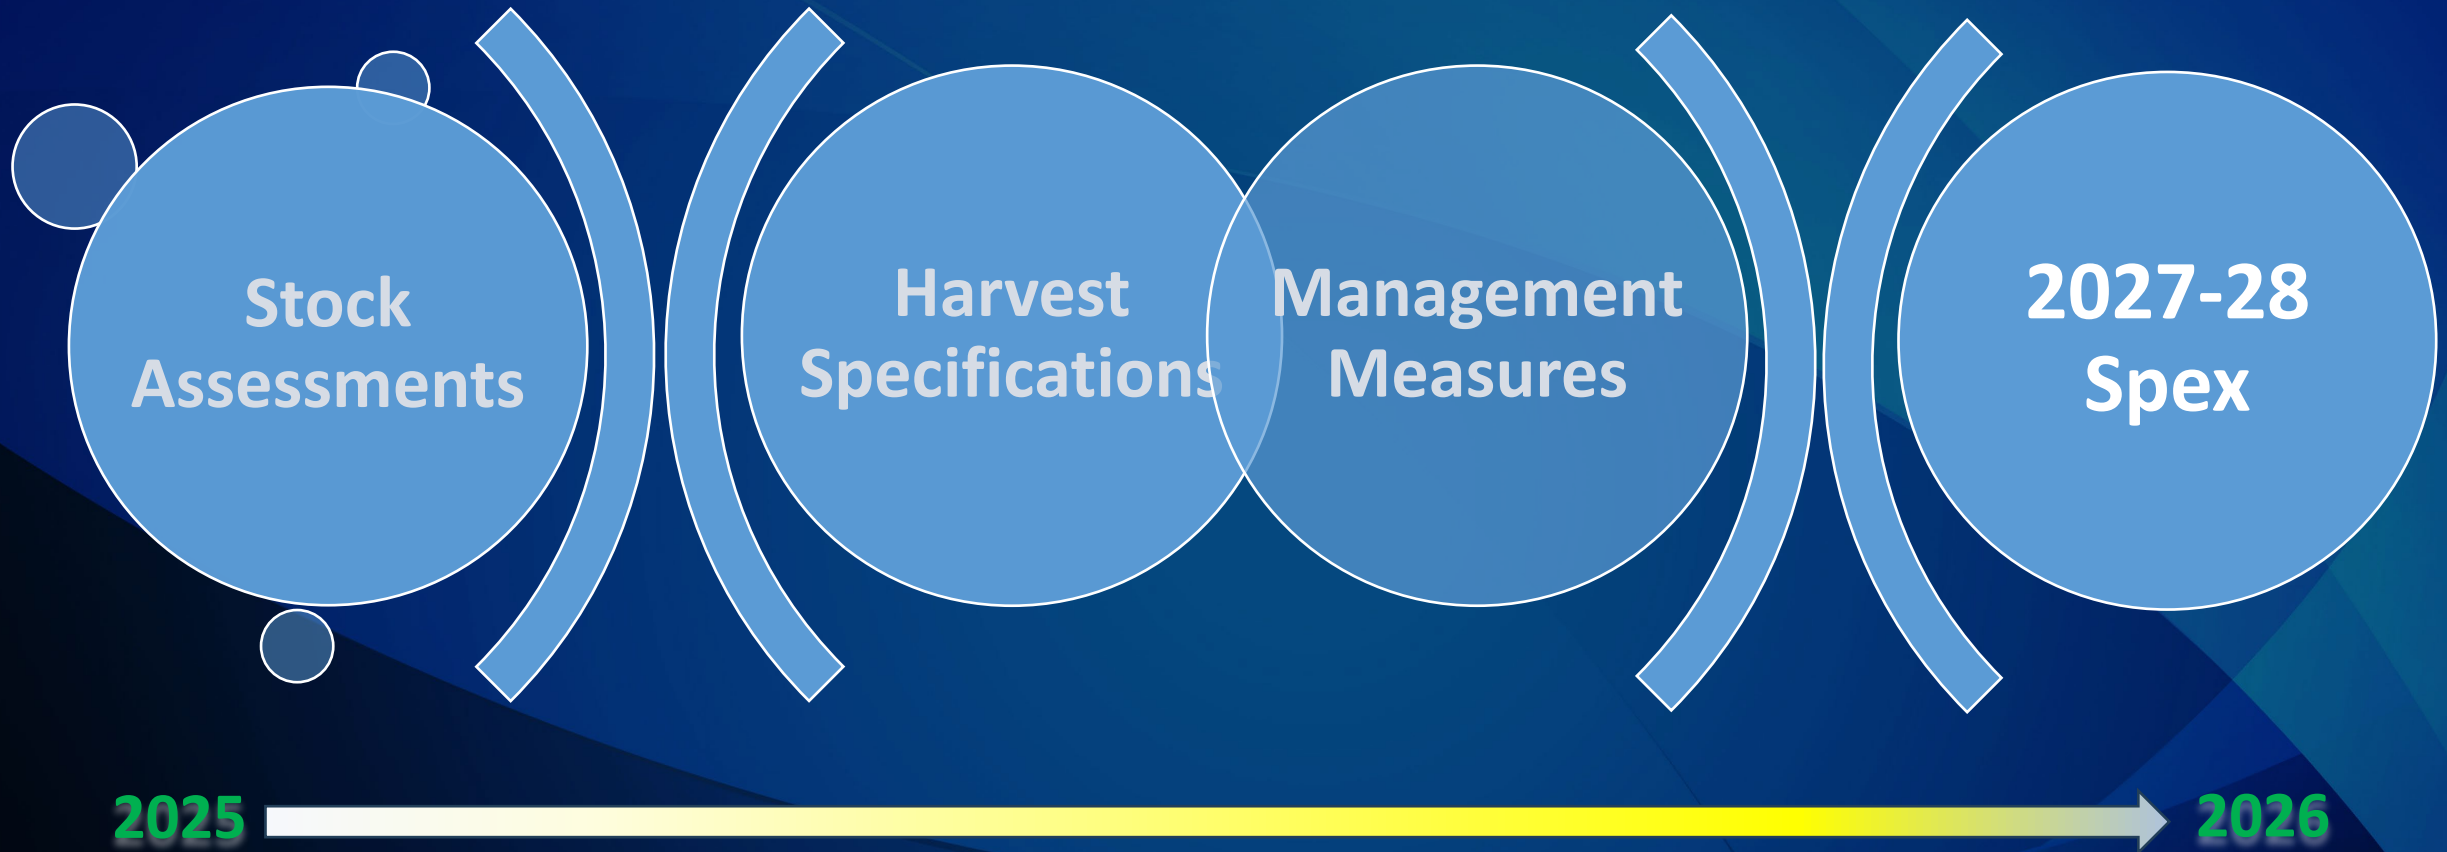 Stock
Assessments
Harvest
Specifications
Management
Measures
2027-28
Spex
2025
2026